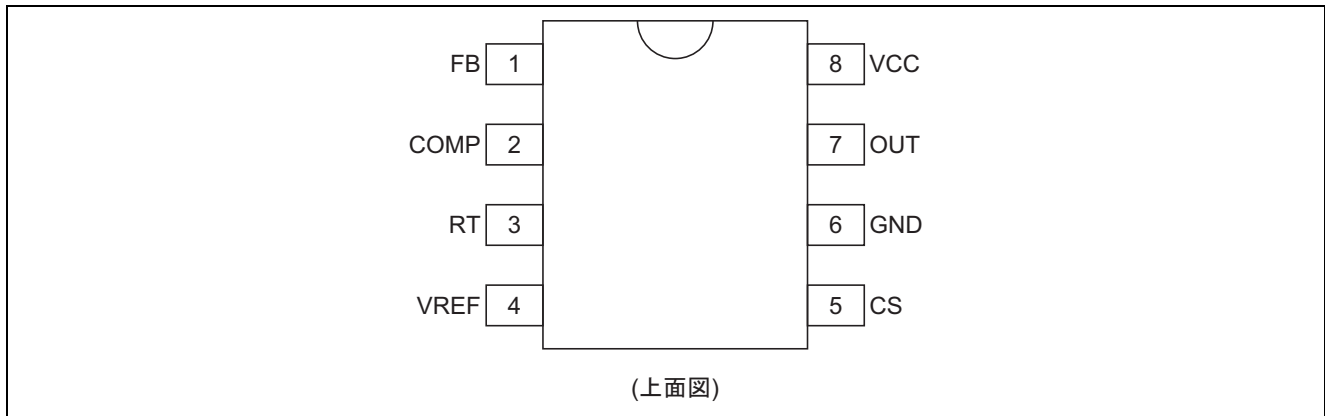 FB 1 8 VCC
COMP 2 7 OUT
RT 3 6 GND
VREF 4 5 CS
(上面図)